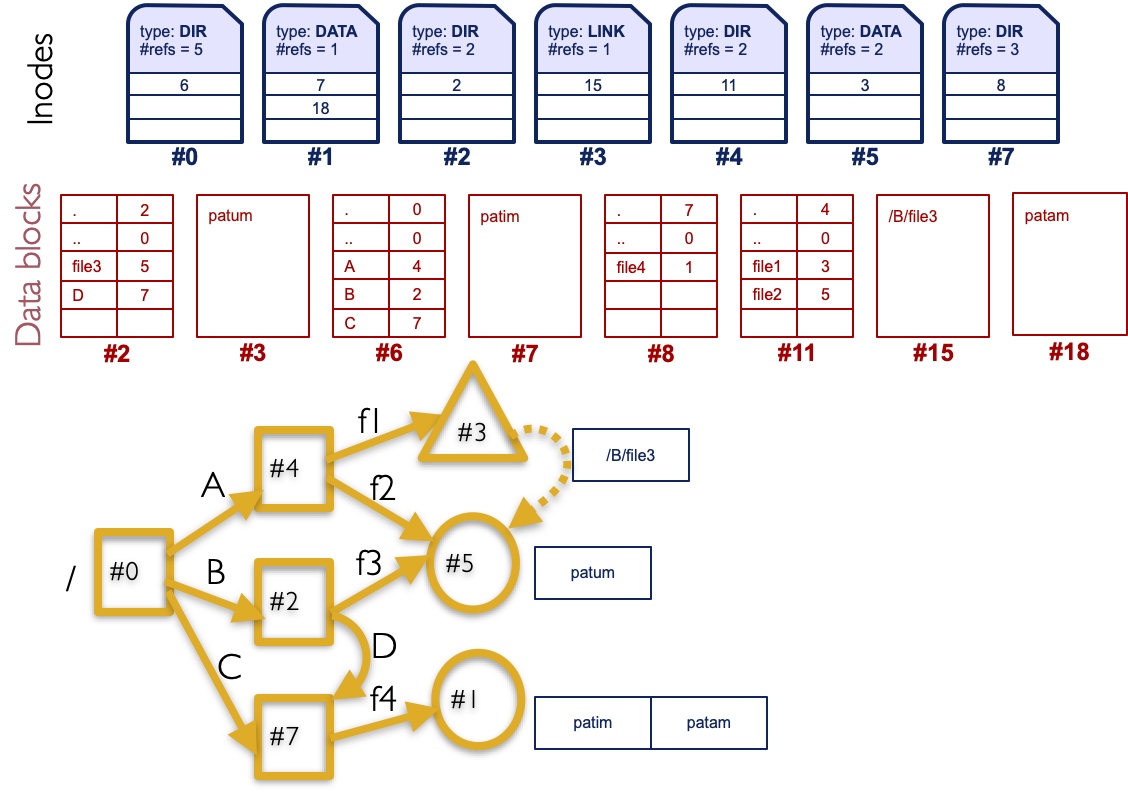 Inodes
type: DIR
#refs = 5
6
#0
type: DATA
#refs = 1
7
18
#1
type: DIR
#refs = 2
2
#2
type: LINK
#refs = 1
15
#3
type: DIR
#refs = 2
11
#4
type: DATA
#refs = 2
3
#5
type: DIR
#refs = 3
8
#7
Data blocks
. 2
.. 0
file3 5
D 7
#2
patum
#3
. 0
.. 0
A 4
B 2
C 7
#6
patim
#7
. 7
.. 0
file4 1
#8
. 4
.. 0
file1 3
file2 5
#11
/B/file3
#15
patam
#18
/
#0
A
B
C
#4
f1
f2
#3
/B/file3
#2
f3
D
#5
patum
#7
f4
#1
patim
patam